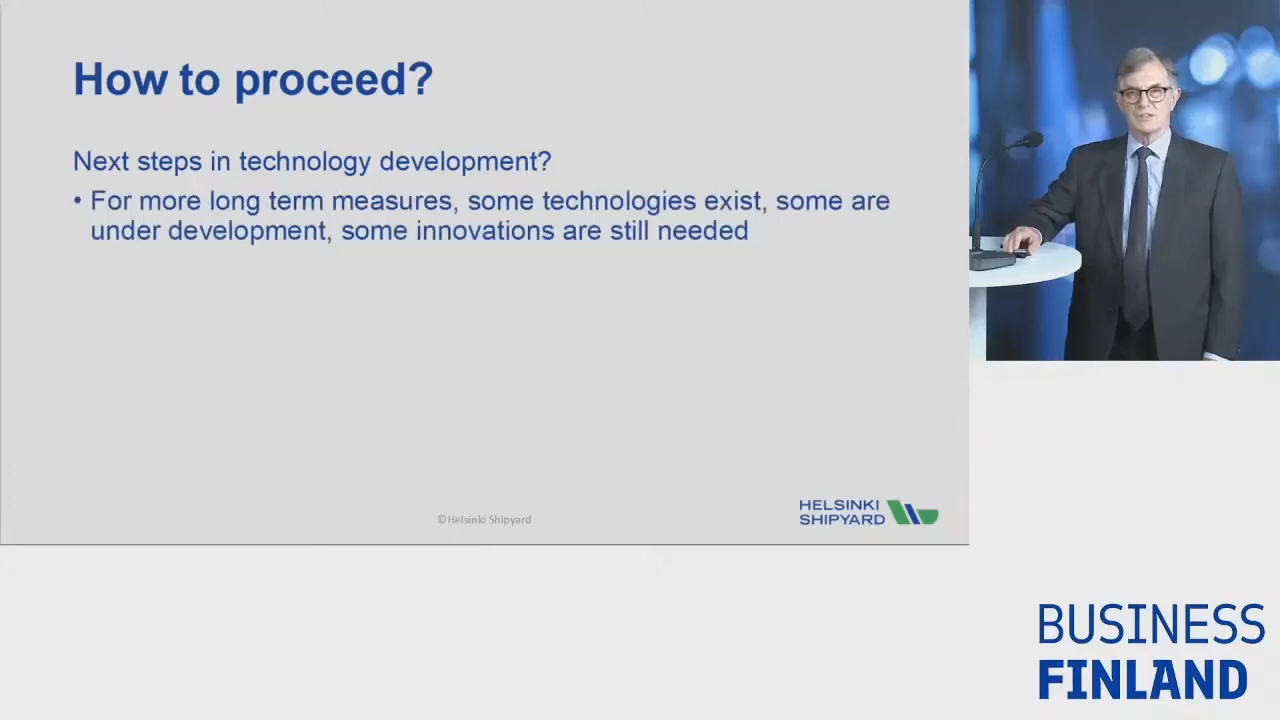 How to proceed?
Next steps in technology development?
• For more long term measures, some technologies exist, some are
under development, some innovations are still needed
©Helsinki Shipyard
HELSINKI
SHIPYARD
BUSINESS
FINLAND